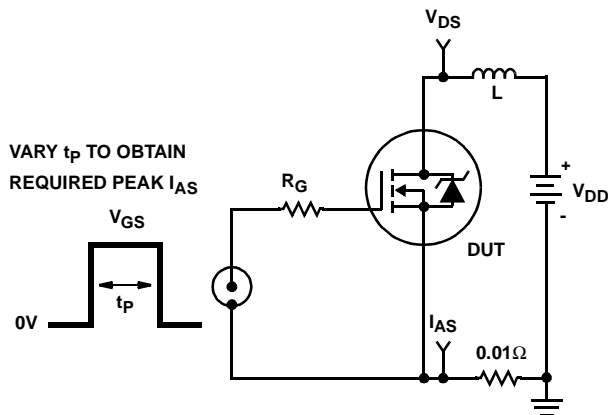 V_DS
L
VARY t_P TO OBTAIN
REQUIRED PEAK I_AS
R_G
+
V_DD
-
V_GS
DUT
t_P
0V
I_AS
0.01Ω